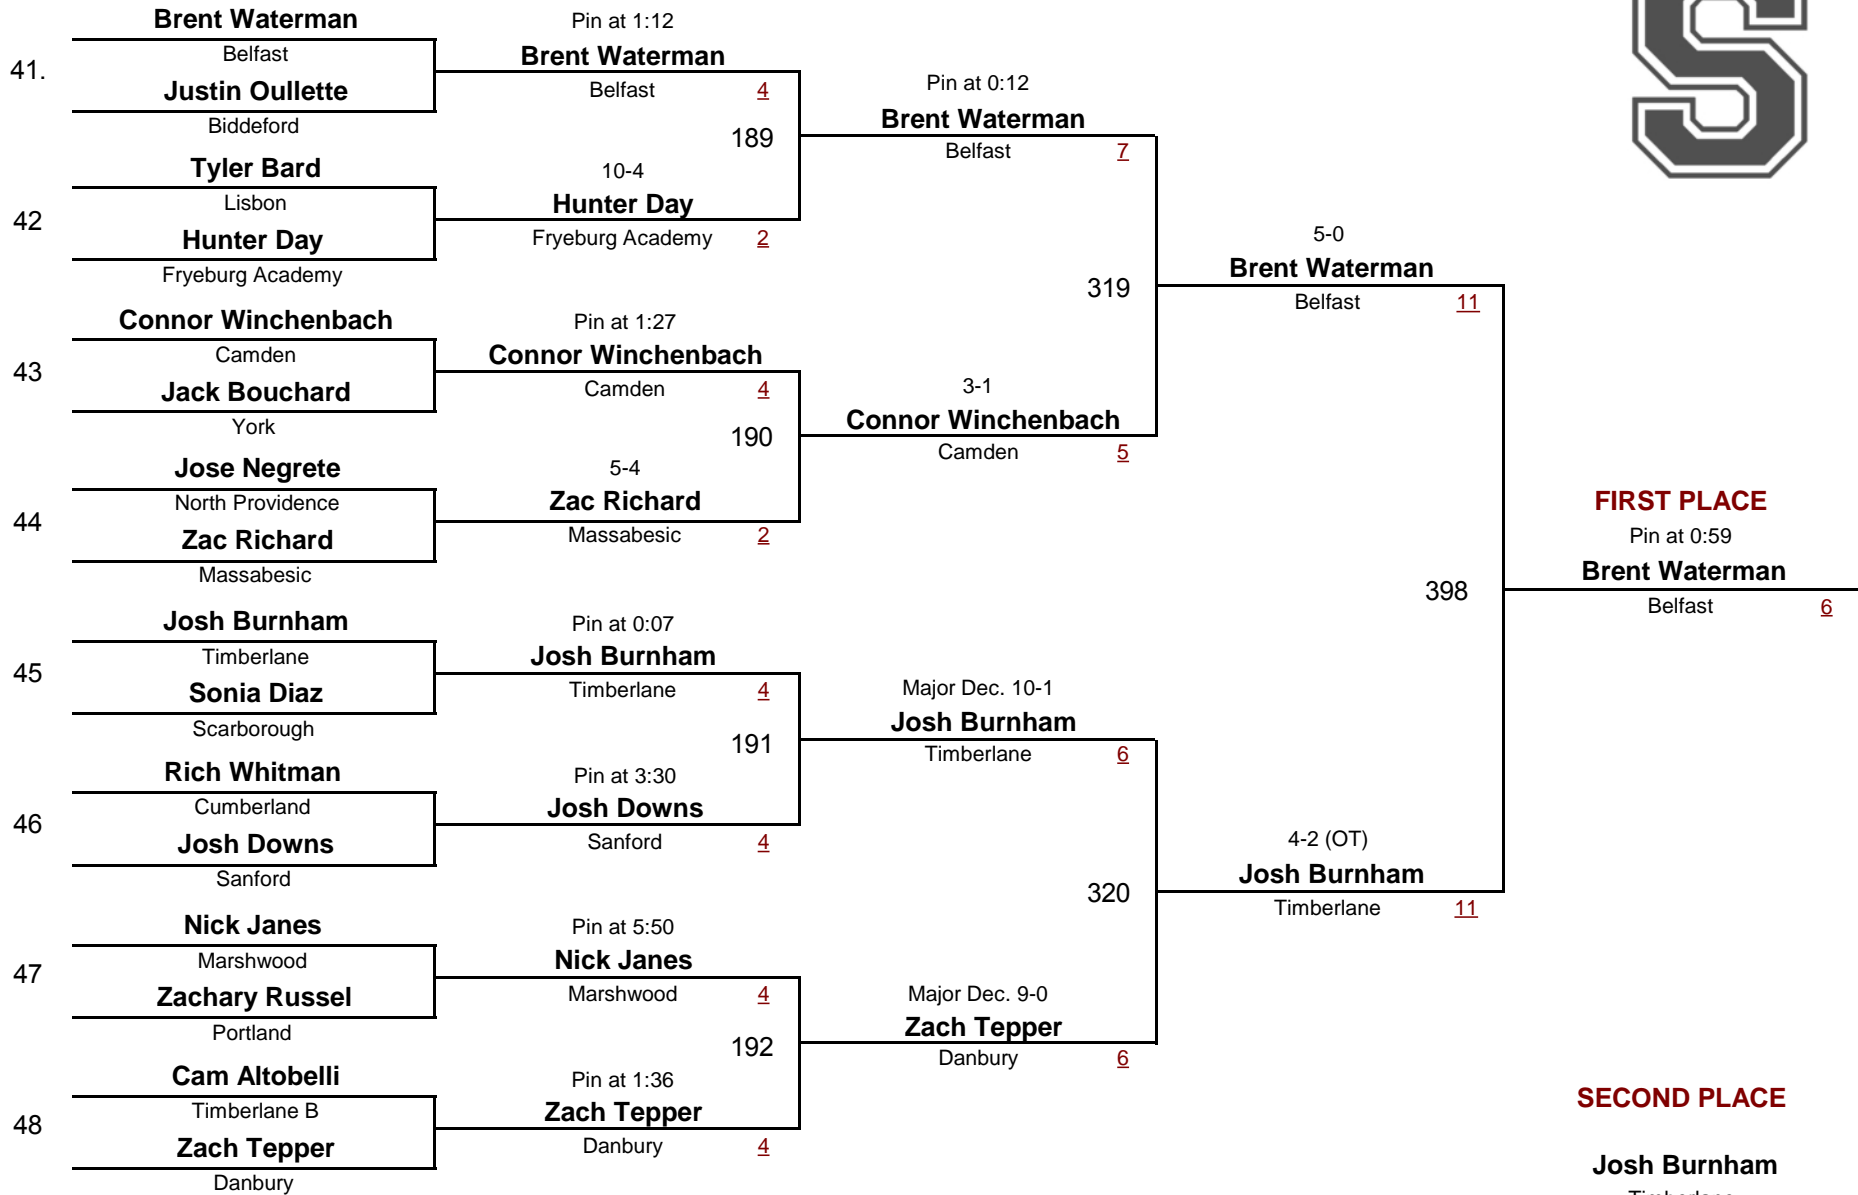 S
Brent Waterman
Belfast
41.
Justin Oullette
Biddeford
Tyler Bard
Lisbon
42
Hunter Day
Fryeburg Academy
Connor Winchenbach
Camden
43
Jack Bouchard
York
Jose Negrete
North Providence
44
Zac Richard
Massabesic
Josh Burnham
Timberlane
45
Sonia Diaz
Scarborough
Rich Whitman
Cumberland
46
Josh Downs
Sanford
Nick Janes
Marshwood
47
Zachary Russel
Portland
Cam Altobelli
Timberlane B
48
Zach Tepper
Danbury
Pin at 1:12
Brent Waterman
Belfast 4
189
10-4
Hunter Day
Fryeburg Academy 2
Pin at 1:27
Connor Winchenbach
Camden 4
190
5-4
Zac Richard
Massabesic 2
Pin at 0:07
Josh Burnham
Timberlane 4
191
Pin at 3:30
Josh Downs
Sanford 4
Pin at 5:50
Nick Janes
Marshwood 4
192
Pin at 1:36
Zach Tepper
Danbury 4
Pin at 0:12
Brent Waterman
Belfast 7
319
3-1
Connor Winchenbach
Camden 5
Major Dec. 10-1
Josh Burnham
Timberlane 6
320
Major Dec. 9-0
Zach Tepper
Danbury 6
5-0
Brent Waterman
Belfast 11
398
4-2 (OT)
Josh Burnham
Timberlane 11
FIRST PLACE
Pin at 0:59
Brent Waterman
Belfast 6
SECOND PLACE
Josh Burnham
Timberlane